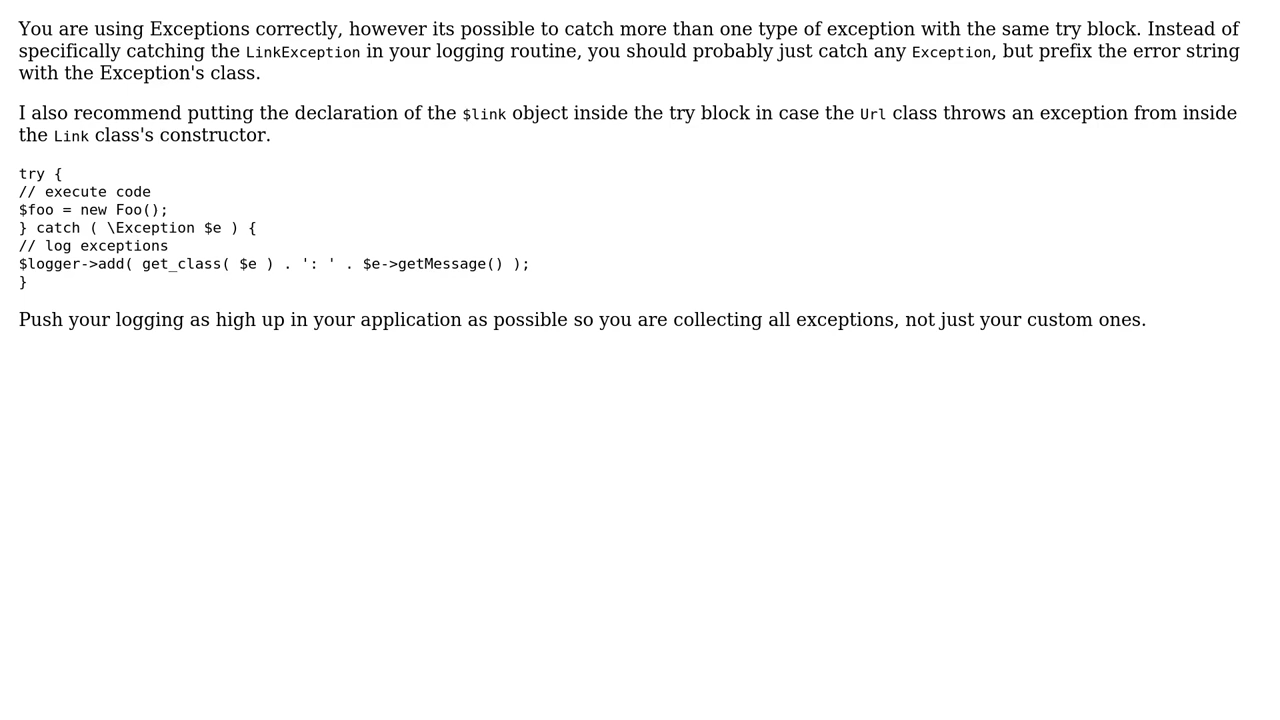 You are using Exceptions correctly, however its possible to catch more than one type of exception with the same try block. Instead of
specifically catching the LinkException in your logging routine, you should probably just catch any Exception, but prefix the error string
with the Exception's class.
I also recommend putting the declaration of the $link object inside the try block in case the Url class throws an exception from inside
the Link class's constructor.
try {
// execute code
$foo = new Foo();
} catch ( \Exception $e ) {
// log exceptions
$logger->add( get_class( $e ) . ': ' . $e->getMessage() );
}
Push your logging as high up in your application as possible so you are collecting all exceptions, not just your custom ones.